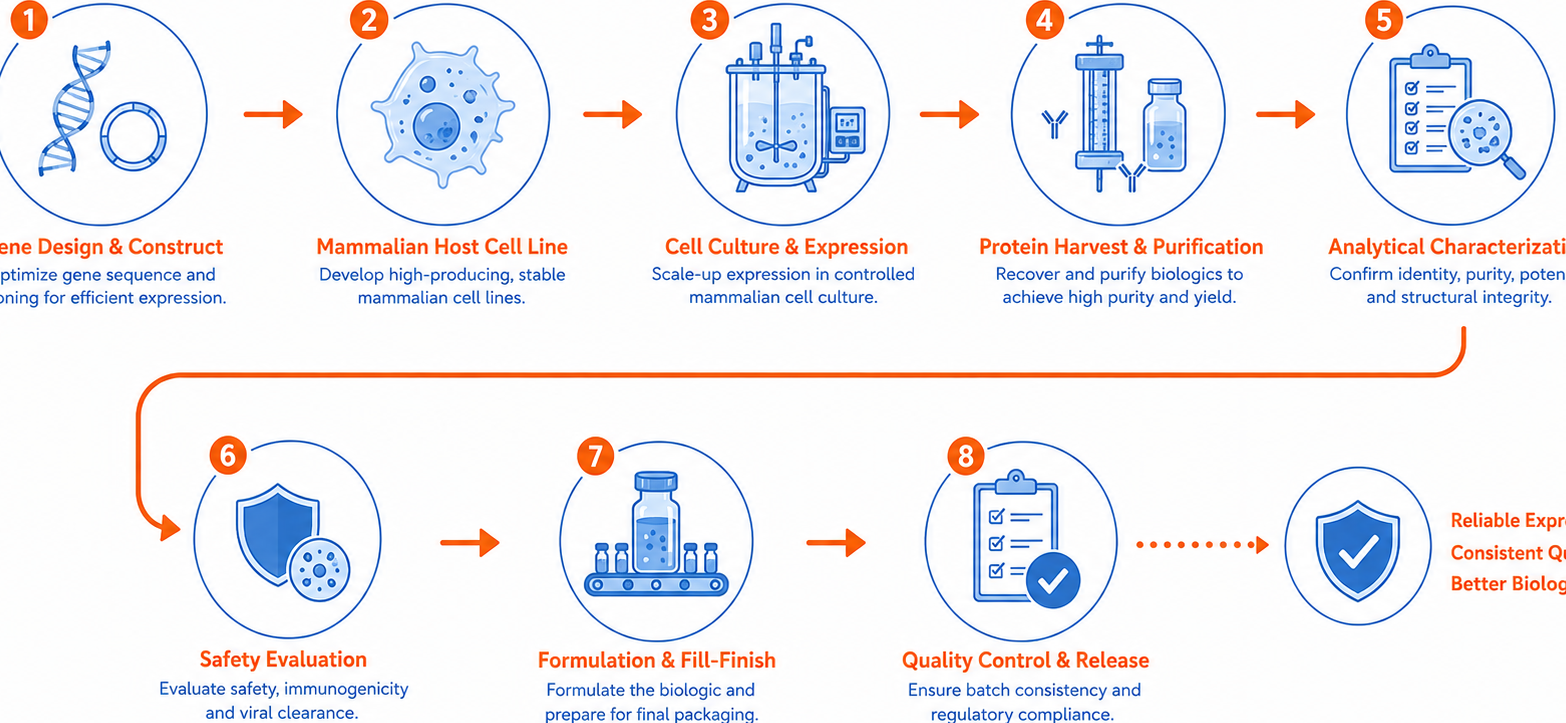 1
2
3
4
5
ene Design & Construct
ptimize gene sequence and
oning for efficient expression.
Mammalian Host Cell Line
Develop high-producing, stable
mammalian cell lines.
Cell Culture & Expression
Scale-up expression in controlled
mammalian cell culture.
Protein Harvest & Purification
Recover and purify biologics to
achieve high purity and yield.
Analytical Characterizati
Confirm identity, purity, poten
and structural integrity.
6
7
8
Reliable Expr
Consistent Qu
Better Biolog
Safety Evaluation
Evaluate safety, immunogenicity
and viral clearance.
Formulation & Fill-Finish
Formulate the biologic and
prepare for final packaging.
Quality Control & Release
Ensure batch consistency and
regulatory compliance.